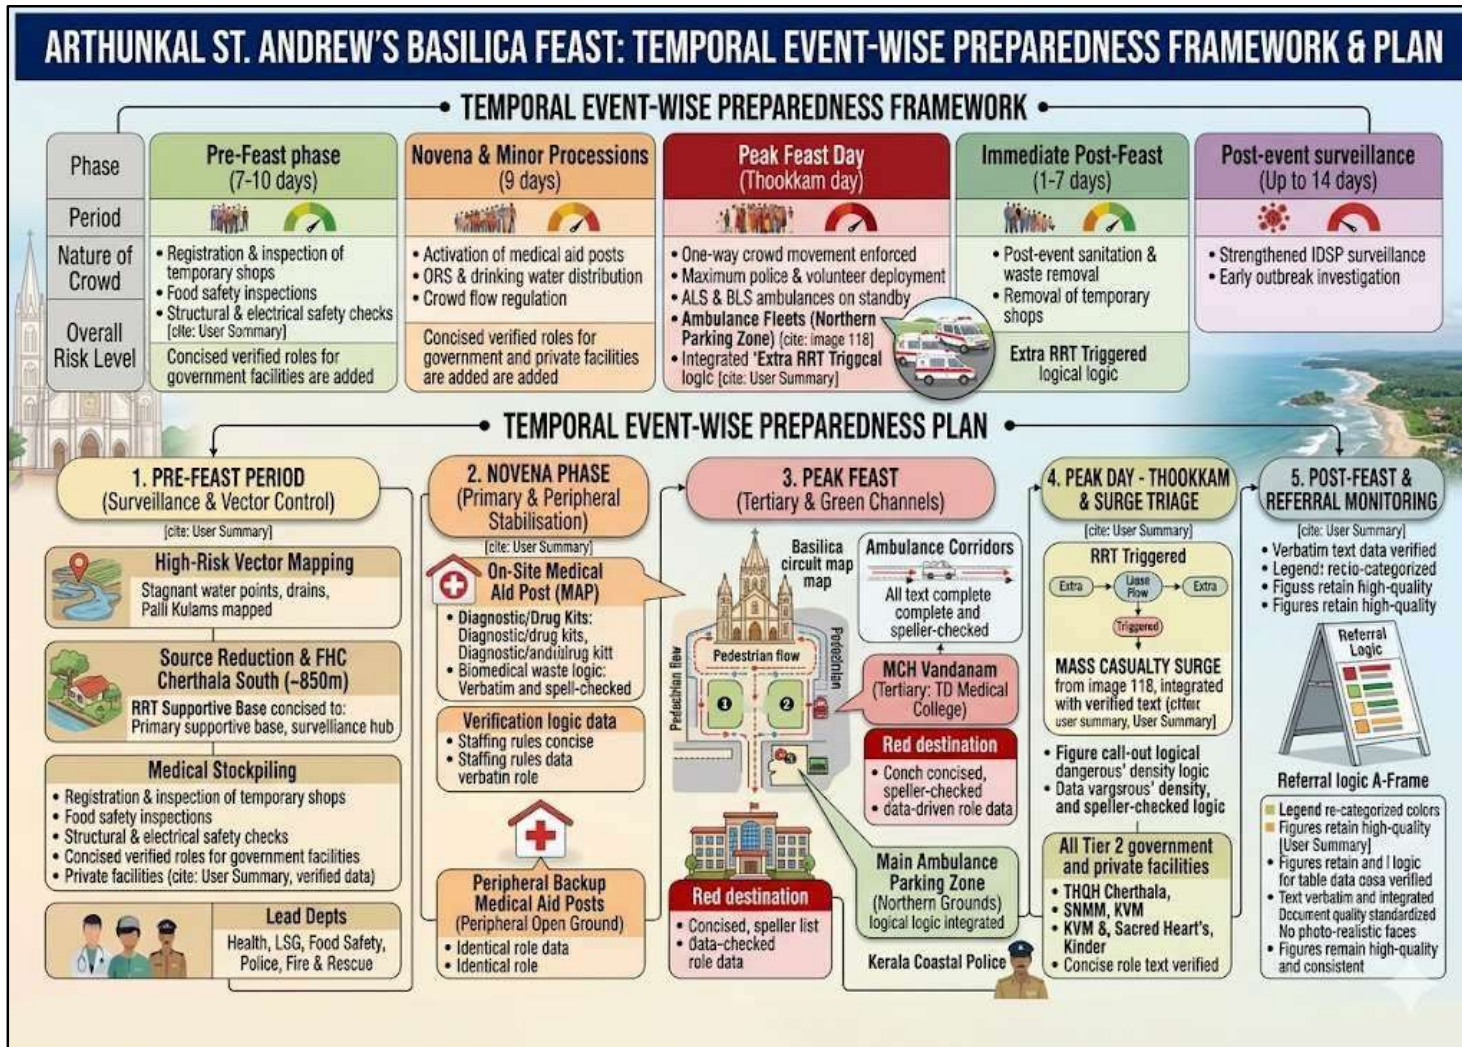 ARTHUNKAL ST. ANDREW'S BASILICA FEAST: TEMPORAL EVENT-WISE PREPAREDNESS FRAMEWORK & PLAN
TEMPORAL EVENT-WISE PREPAREDNESS FRAMEWORK
Phase
Period
Nature of
Crowd
Overall
Risk Level
Pre-Feast phase
(7-10 days)
• Registration & inspection of
temporary shops
• Food safety inspections
• Structural & electrical safety checks
[cite: User Summary]
Concised verified roles for
government facilities are added
Novena & Minor Processions
(9 days)
• Activation of medical aid posts
• ORS & drinking water distribution
• Crowd flow regulation
Concised verified roles for
government and private facilities
are added are added
Peak Feast Day
(Thookkam day)
• One-way crowd movement enforced
• Maximum police & volunteer deployment
• ALS & BLS ambulances on standby
• Ambulance Fleets (Northern
Parking Zone) [cite: image 118]
• Integrated 'Extra RRT Trigpcal
logic [cite: User Summary]
Immediate Post-Feast
(1-7 days)
• Post-event sanitation &
waste removal
• Removal of temporary
shops
Extra RRT Triggered
logical logic
Post-event surveillance
(Up to 14 days)
• Strengthened IDSP surveillance
• Early outbreak investigation
TEMPORAL EVENT-WISE PREPAREDNESS PLAN
1. PRE-FEAST PERIOD
(Surveillance & Vector Control)
[cite: User Summary]
High-Risk Vector Mapping
Stagnant water points, drains,
Palli Kulams mapped
Source Reduction & FHC
Cherthala South (~850m)
RRT Supportive Base concised to:
Primary supportive base, survelliance hub
Medical Stockpiling
• Registration & inspection of temporary shops
• Food safety inspections
• Structural & electrical safety checks
• Concised verified roles for government facilities
• Private facilities (cite: User Summary, verified data)
Lead Depts
Health, LSG, Food Safety,
Police, Fire & Rescue
2. NOVENA PHASE
(Primary & Peripheral
Stabilisation)
[cite: User Summary]
On-Site Medical
Aid Post (MAP)
• Diagnostic/Drug Kits:
Diagnostic/drug kits,
Diagnostic/andiulrug kitt
• Biomedical waste logic:
Verbatim and spell-checked
Verification logic data
• Staffing rules concise
• Staffing rules data
verbatin role
Peripheral Backup
Medical Aid Posts
(Peripheral Open Ground)
• Identical role data
• Identical role
3. PEAK FEAST
(Tertiary & Green Channels)
Basilica
circuit map
map
Pedestrian flow
Pedestrian flow
1
2
Ambulance Corridors
All text complete
complete and
speller-checked
MCH Vandanam
(Tertiary: TD Medical
College)
Red destination
• Conch concised,
speller-checked
• data-driven role data
Main Ambulance
Parking Zone
(Northern Grounds)
logical logic integrated
Red destination
• Concised, speller list
• data-checked
role data
Kerala Coastal Police
4. PEAK DAY - THOOKKAM
& SURGE TRIAGE
[cite: User Summary]
RRT Triggered
Extra
Extra
Triggered
MASS CASUALTY SURGE
from image 118, integrated
with verified text
user summary, User Summary]
• Figure call-out logical
dangerous' density logic
• Data vargsrous' density,
and speller-checked logic
All Tier 2 government
and private facilities
• THQH Cherthala,
• SNMM, KVM
• KVM &, Sacred Heart's,
Kinder
• Concise role text verified
5. POST-FEAST &
REFERRAL MONITORING
[cite: User Summary]
• Verbatim text data verified
• Legend: recio-categorized
• Figuss retain high-quality
• Figures retain high-quality
Referral
Logic
Referral logic A-Frame
Legend re-categorized colors
Figures retain high-quality
[User Summary]
• Figures retain and l logic
for table data cosa verified
• Text verbatim and integrated
Document quality standardized
No photo-realistic faces
• Figures remain high-quality
and consistent